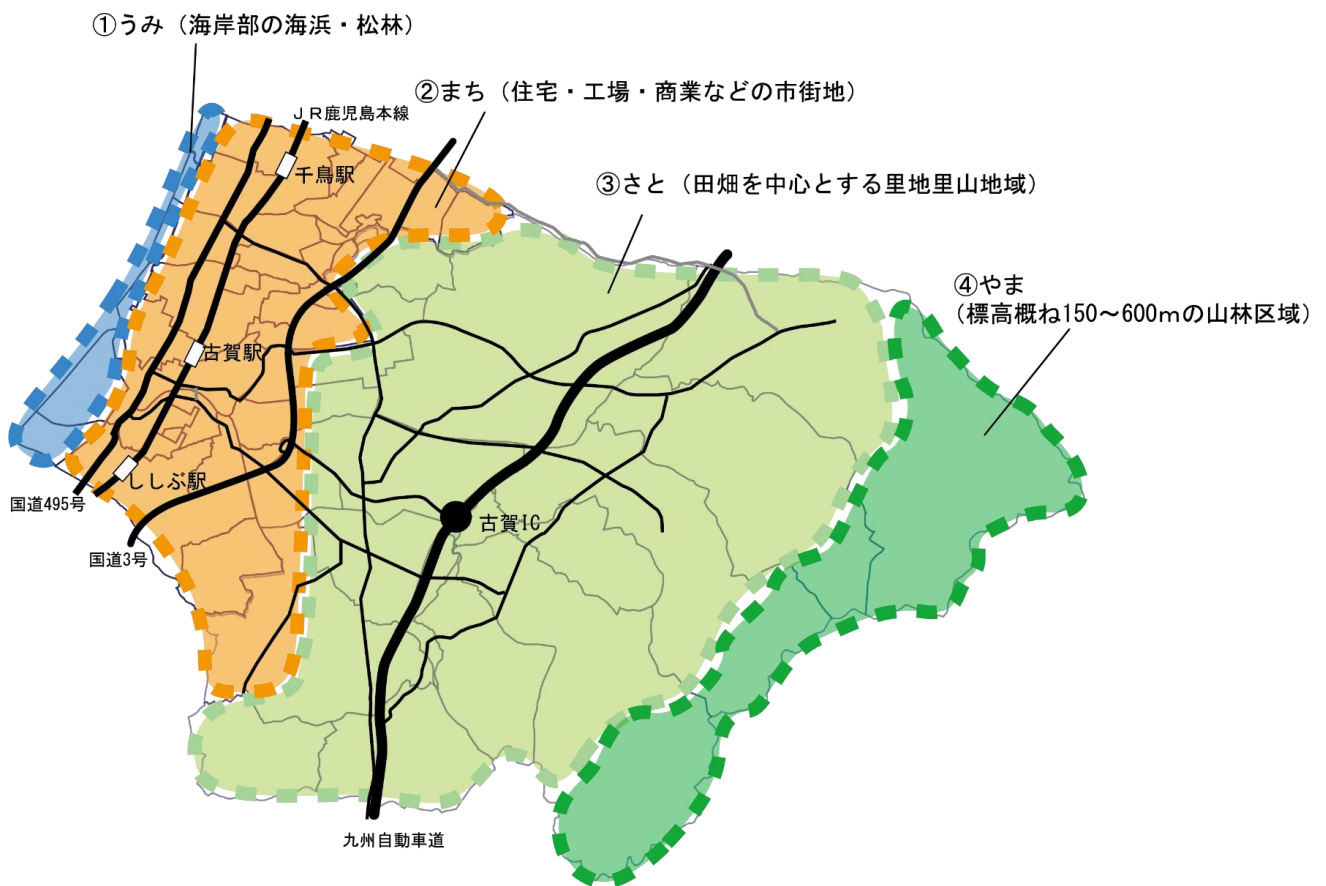 ①うみ（海岸部の海浜・松林）
②まち（住宅・工場・商業などの市街地）
ＪＲ鹿児島本線
千鳥駅
③さと（田畑を中心とする里地里山地域）
④やま
（標高概ね150～600ｍの山林区域）
古賀駅
ししぶ駅
国道495号
古賀IC
国道3号
九州自動車道